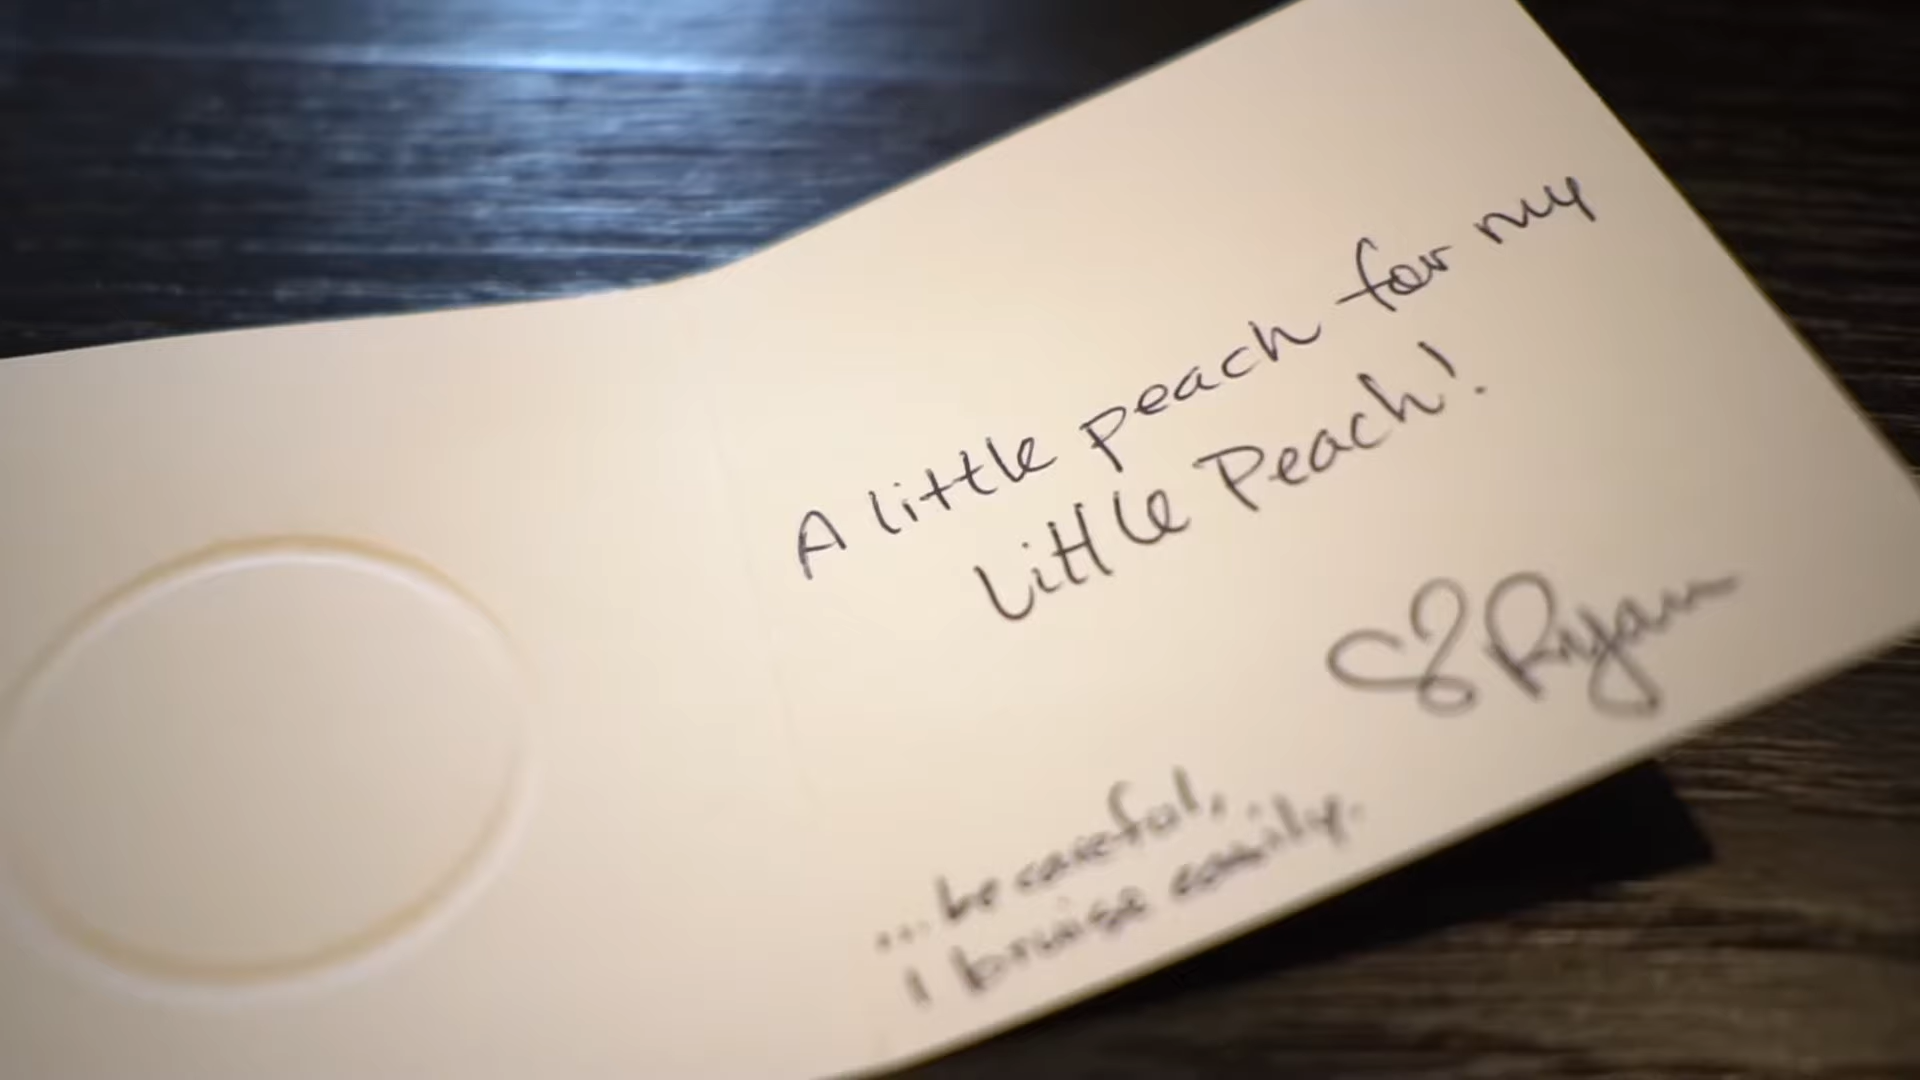 A little peach for my
Little Peach!
Ryan
...be careful,
I bruise easily.